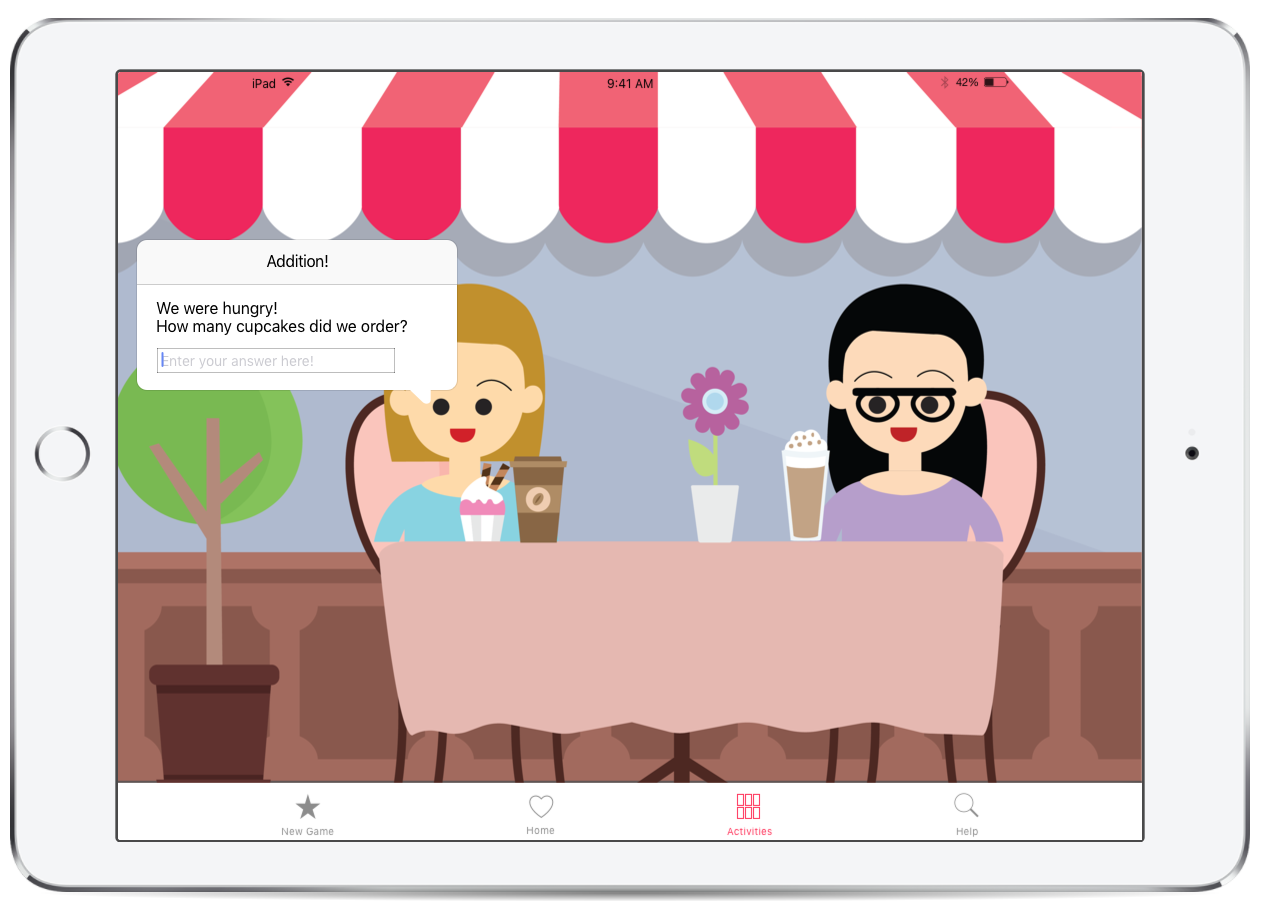 iPad
9:41 AM
42%
Addition!
We were hungry!
How many cupcakes did we order?
Enter your answer here!
New Game
Home
Activities
Help